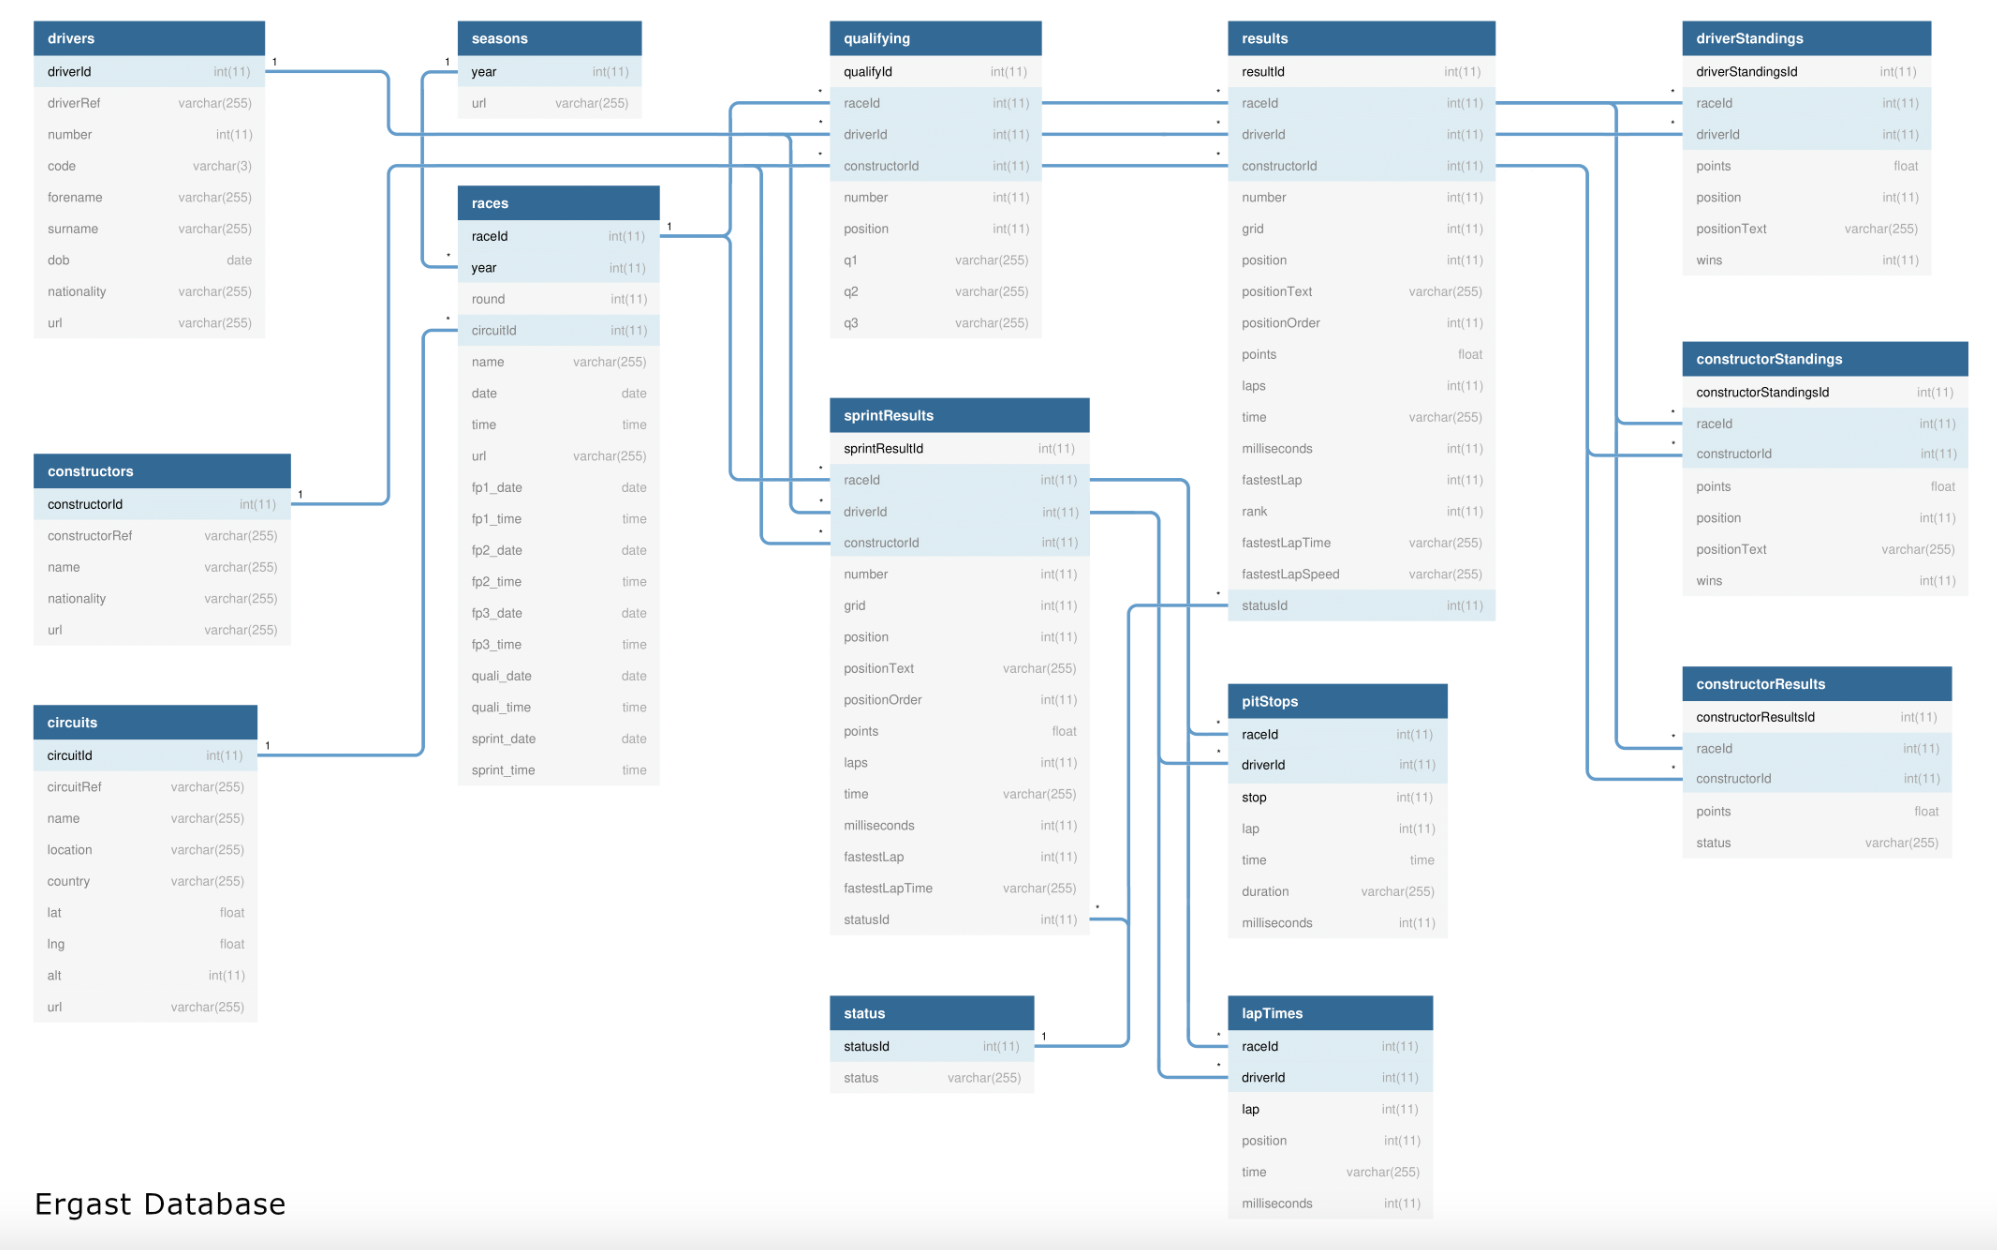 drivers
driverId int(11)
driverRef varchar(255)
number int(11)
code varchar(3)
forename varchar(255)
surname varchar(255)
dob date
nationality varchar(255)
url varchar(255)
1
constructors
constructorId int(11)
constructorRef varchar(255)
name varchar(255)
nationality varchar(255)
url varchar(255)
1
circuits
circuitId int(11)
circuitRef varchar(255)
name varchar(255)
location varchar(255)
country varchar(255)
lat float
lng float
alt int(11)
url varchar(255)
1
seasons
1
year int(11)
url varchar(255)
races
raceId int(11)
1
*
year int(11)
round int(11)
*
circuitId int(11)
name varchar(255)
date date
time time
url varchar(255)
fp1_date date
fp1_time time
fp2_date date
fp2_time time
fp3_date date
fp3_time time
quali_date date
quali_time time
sprint_date date
sprint_time time
qualifying
qualifyId int(11)
*
raceId int(11)
*
driverId int(11)
*
constructorId int(11)
number int(11)
position int(11)
q1 varchar(255)
q2 varchar(255)
q3 varchar(255)
sprintResults
sprintResultId int(11)
*
raceId int(11)
*
driverId int(11)
*
constructorId int(11)
number int(11)
grid int(11)
position int(11)
positionText varchar(255)
positionOrder int(11)
points float
laps int(11)
time varchar(255)
milliseconds int(11)
fastestLap int(11)
fastestLapTime varchar(255)
statusId int(11)
*
status
statusId int(11)
1
status varchar(255)
results
resultId int(11)
*
raceId int(11)
*
driverId int(11)
*
constructorId int(11)
number int(11)
grid int(11)
position int(11)
positionText varchar(255)
positionOrder int(11)
points float
laps int(11)
time varchar(255)
milliseconds int(11)
fastestLap int(11)
rank int(11)
fastestLapTime varchar(255)
fastestLapSpeed varchar(255)
*
statusId int(11)
pitStops
*
raceId int(11)
*
driverId int(11)
stop int(11)
lap int(11)
time time
duration varchar(255)
milliseconds int(11)
lapTimes
*
raceId int(11)
*
driverId int(11)
lap int(11)
position int(11)
time varchar(255)
milliseconds int(11)
driverStandings
driverStandingsId int(11)
*
raceId int(11)
*
driverId int(11)
points float
position int(11)
positionText varchar(255)
wins int(11)
constructorStandings
constructorStandingsId int(11)
*
raceId int(11)
*
constructorId int(11)
points float
position int(11)
positionText varchar(255)
wins int(11)
constructorResults
constructorResultsId int(11)
*
raceId int(11)
*
constructorId int(11)
points float
status varchar(255)
Ergast Database